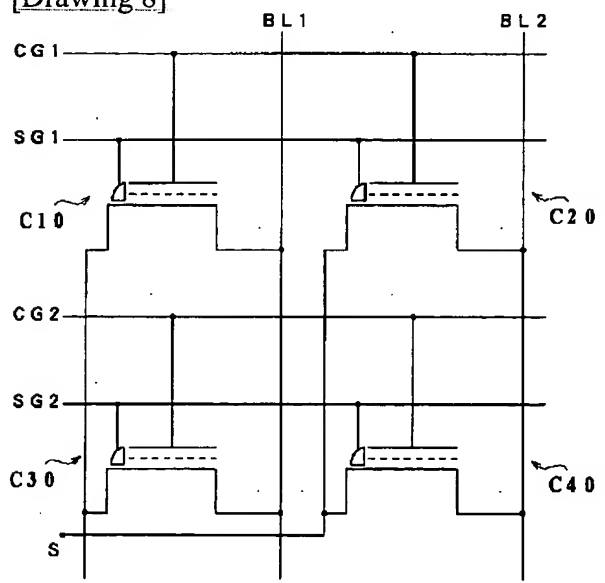 [Drawing 8]
BL1 BL2
CG1
SG1
C10 C20
CG2
SG2
C30 C40
S